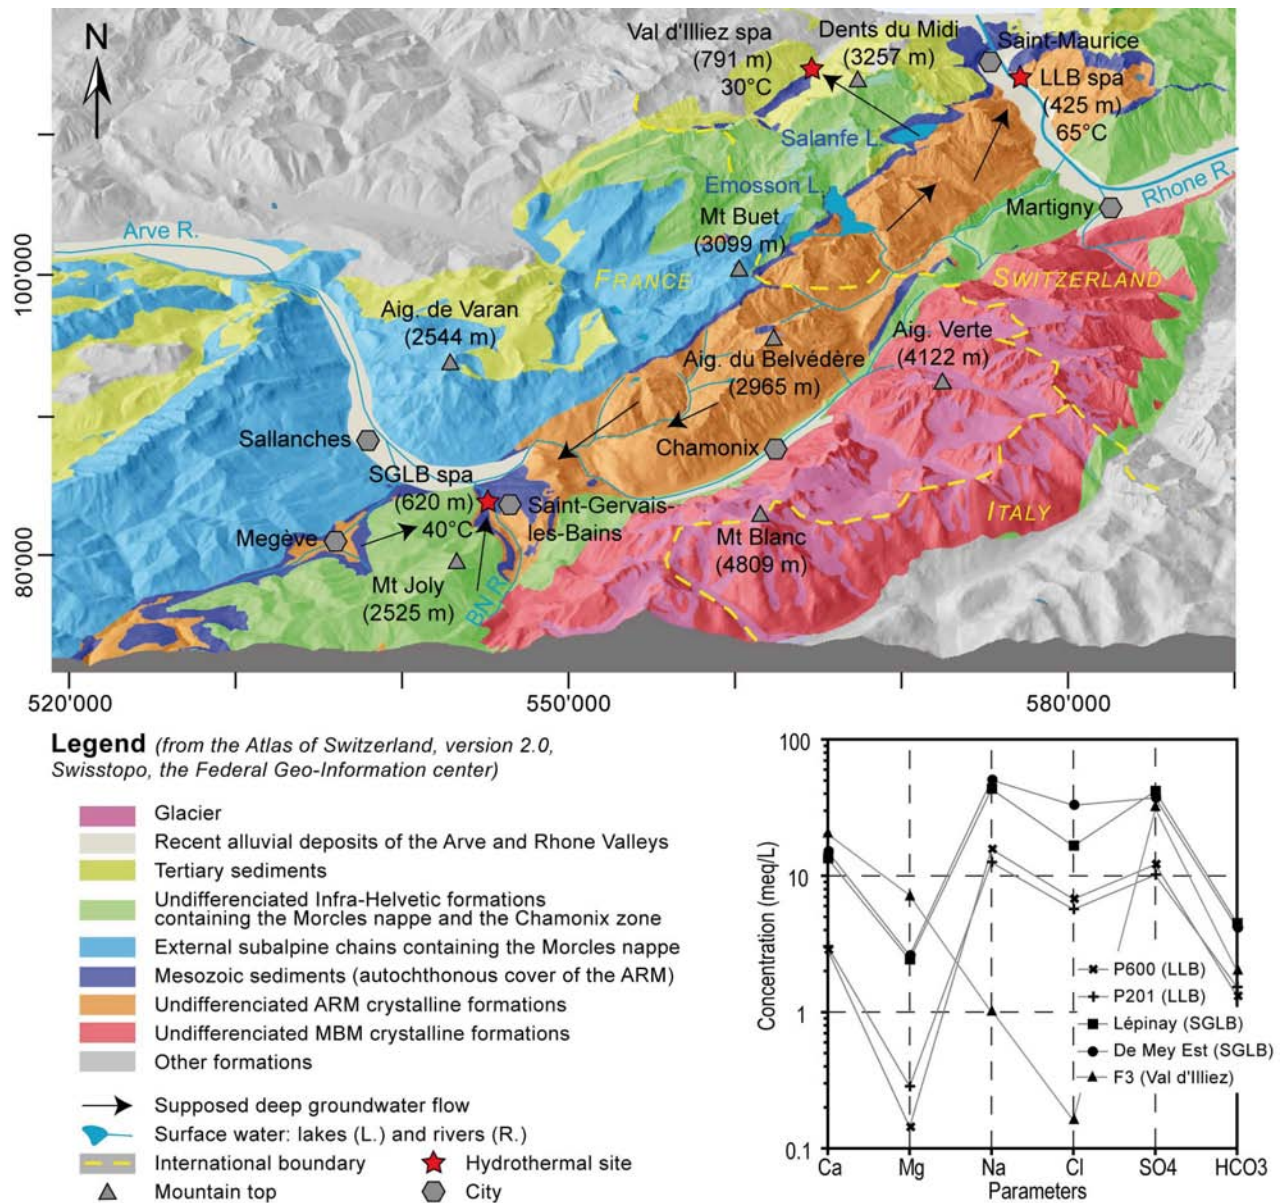 N
Val d'Illiez spa
(791 m)
30°C
Dents du Midi
(3257 m)
Saint-Maurice
LLB spa
(425 m)
65°C
Salanfe L.
Emosson L.
Mt Buet
(3099 m)
Martigny
Rhone R.
Arve R.
FRANCE
SWITZERLAND
Aig. de Varan
(2544 m)
Aig. Verte
(4122 m)
Aig. du Belvédère
(2965 m)
Sallanches
Chamonix
SGLB spa
(620 m)
40°C
Saint-Gervais-
les-Bains
Megève
Mt Blanc
(4809 m)
ITALY
Mt Joly
(2525 m)
BN R.
100'000
80'000
520'000
550'000
580'000
Legend (from the Atlas of Switzerland, version 2.0,
Swisstopo, the Federal Geo-Information center)
Glacier
Recent alluvial deposits of the Arve and Rhone Valleys
Tertiary sediments
Undifferenciated Infra-Helvetic formations
containing the Morcles nappe and the Chamonix zone
External subalpine chains containing the Morcles nappe
Mesozoic sediments (autochthonous cover of the ARM)
Undifferenciated ARM crystalline formations
Undifferenciated MBM crystalline formations
Other formations
Supposed deep groundwater flow
Surface water: lakes (L.) and rivers (R.)
International boundary
Hydrothermal site
Mountain top
City
100
10
1
0.1
Concentration (meq/L)
P600 (LLB)
P201 (LLB)
Lépinay (SGLB)
De Mey Est (SGLB)
F3 (Val d'Illiez)
Ca
Mg
Na
Cl
SO4
HCO3
Parameters